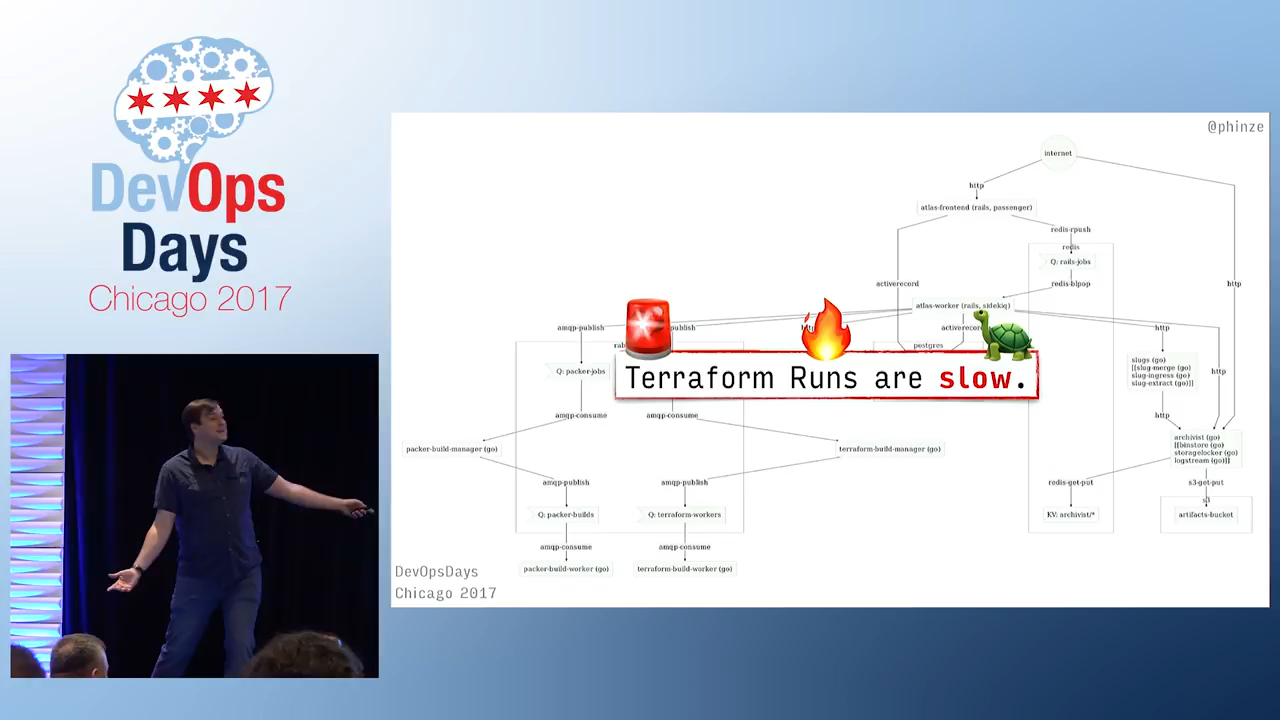 DevOps
Days
Chicago 2017
@phinze
internet
http
atlas-frontend (rails, passenger)
redis-rpush
redis
Q: rails-jobs
activerecord
redis-blpop
http
atlas-worker (rails, sidekiq)
amqp-publish
publish
http
postgres
http
Terraform Runs are slow.
Q: packer-jobs
slugs (go)
[[slug-merge (go)
slug-ingress (go)
slug-extract (go)]]
http
amqp-consume
amqp-consume
http
packer-build-manager (go)
terraform-build-manager (go)
archivist (go)
[[binstore (go)
storagelocker (go)
logstream (go)]]
amqp-publish
amqp-publish
redis-get-put
s3-get-put
s3
Q: packer-builds
Q: terraform-workers
KV: archivist/*
artifacts-bucket
amqp-consume
amqp-consume
packer-build-worker (go)
terraform-build-worker (go)
DevOpsDays
Chicago 2017